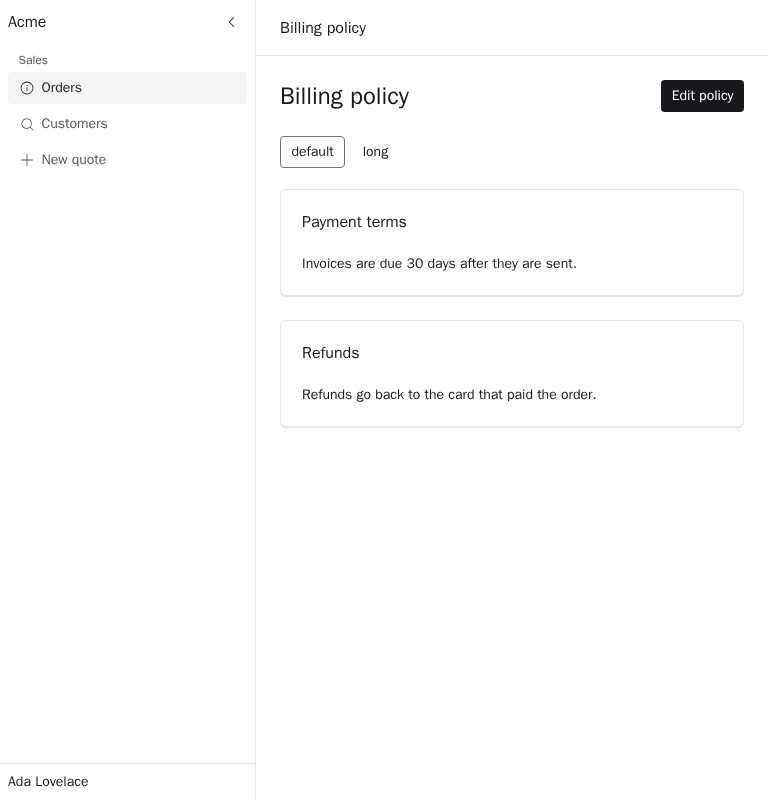 Acme
Sales
Orders
Customers
New quote
Ada Lovelace
Billing policy
Billing policy
Edit policy
default
long
Payment terms
Invoices are due 30 days after they are sent.
Refunds
Refunds go back to the card that paid the order.